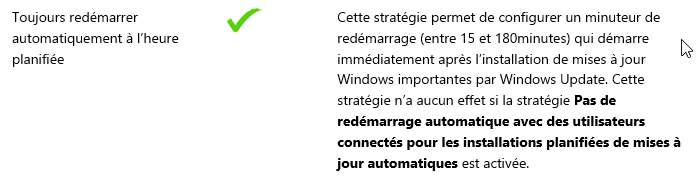 Toujours redémarrer
automatiquement à l'heure
planifiée
Cette stratégie permet de configurer un minuteur de
redémarrage (entre 15 et 180minutes) qui démarre
immédiatement après l'installation de mises à jour
Windows importantes par Windows Update. Cette
stratégie n'a aucun effet si la stratégie Pas de
redémarrage automatique avec des utilisateurs
connectés pour les installations planifiées de mises à
jour automatiques est activée.